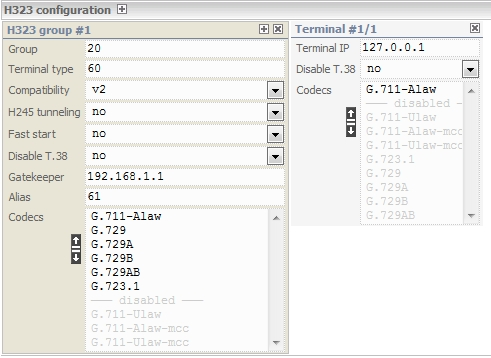 H323 configuration
H323 group #1
Group 20
Terminal type 60
Compatibility v2
H245 tunneling no
Fast start no
Disable T.38 no
Gatekeeper 192.168.1.1
Alias 61
Codecs G.711-Alaw
G.729
G.729A
G.729B
G.729AB
G.723.1
disabled
G.711-Ulaw
G.711-Alaw-mcc
G.711-Ulaw-mcc
Terminal #1/1
Terminal IP 127.0.0.1
Disable T.38 no
Codecs G.711-Alaw
disabled
G.711-Ulaw
G.711-Alaw-mcc
G.711-Ulaw-mcc
G.723.1
G.729
G.729A
G.729B
G.729AB